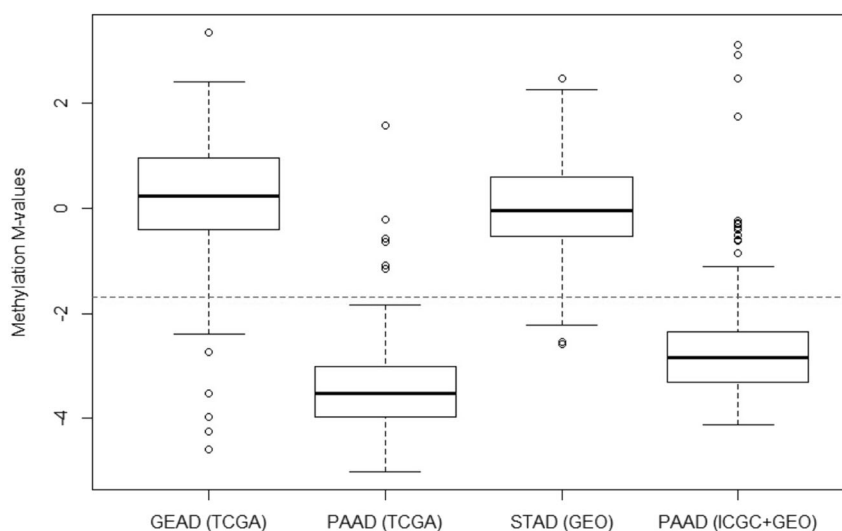 Methylation M-values
2
0
-2
-4
GEAD (TCGA)
PAAD (TCGA)
STAD (GEO)
PAAD (ICGC+GEO)